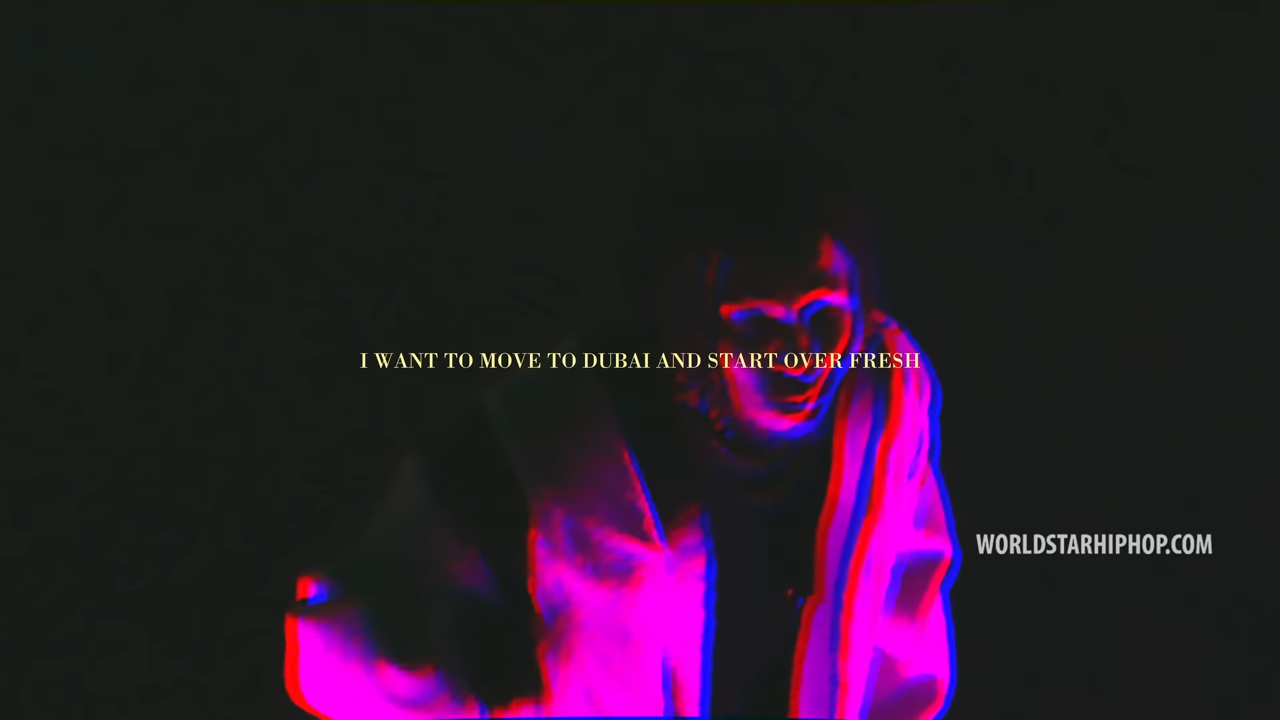 I WANT TO MOVE TO DUBAI AND START OVER FRESH
WORLDSTARHIPHOP.COM